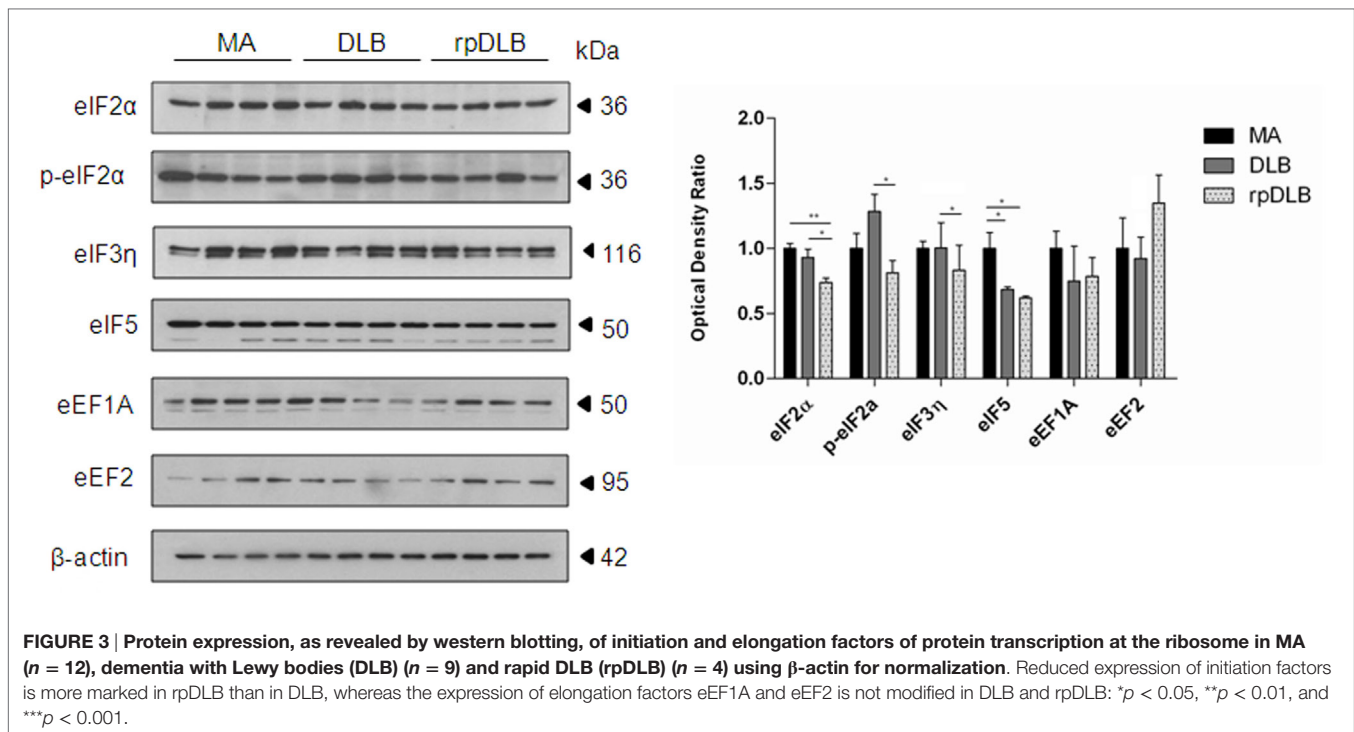 MA DLB rpDLB kDa
eIF2α 36
p-eIF2α 36
eIF3η 116
eIF5 50
eEF1A 50
eEF2 95
β-actin 42
2.0
1.5
1.0
0.5
0.0
Optical Density Ratio
** * * * * *
eIF2α p-eIF2a eIF3η eIF5 eEF1A eEF2
MA
DLB
rpDLB
FIGURE 3 | Protein expression, as revealed by western blotting, of initiation and elongation factors of protein transcription at the ribosome in MA
(n = 12), dementia with Lewy bodies (DLB) (n = 9) and rapid DLB (rpDLB) (n = 4) using β-actin for normalization. Reduced expression of initiation factors
is more marked in rpDLB than in DLB, whereas the expression of elongation factors eEF1A and eEF2 is not modified in DLB and rpDLB: *p < 0.05, **p < 0.01, and
***p < 0.001.